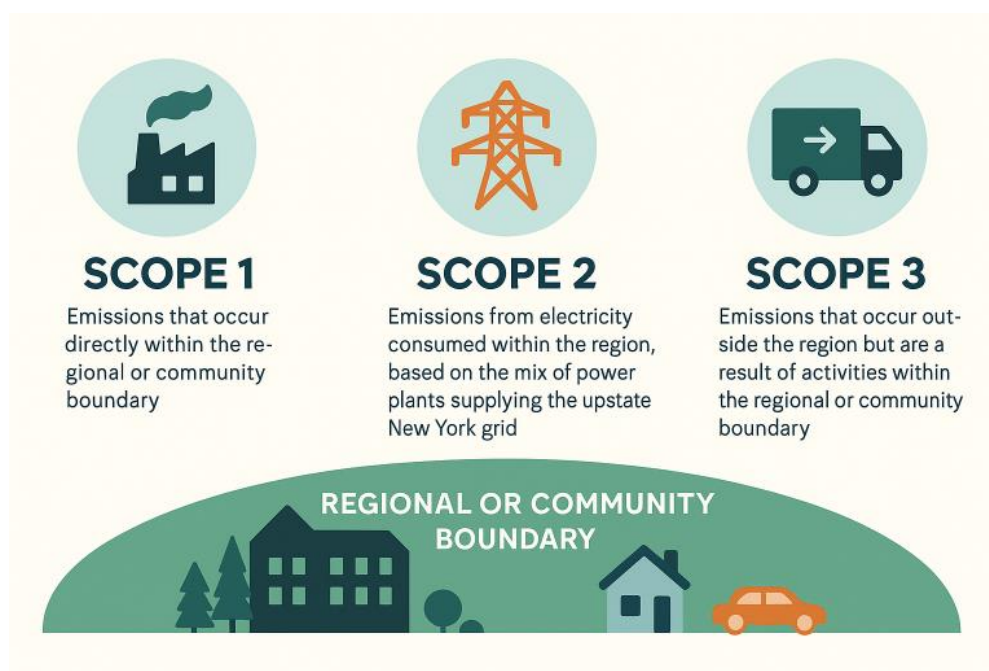 SCOPE 1
Emissions that occur
directly within the re-
gional or community
boundary
SCOPE 2
Emissions from electricity
consumed within the region,
based on the mix of power
plants supplying the upstate
New York grid
SCOPE 3
Emissions that occur out-
side the region but are a
result of activities within
the regional or community
boundary
REGIONAL OR COMMUNITY
BOUNDARY